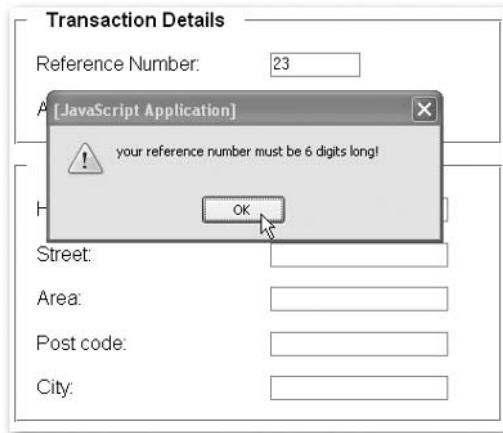 Transaction Details
Reference Number: 23
A
[JavaScript Application]
your reference number must be 6 digits long!
OK
H
Street:
Area:
Post code:
City: